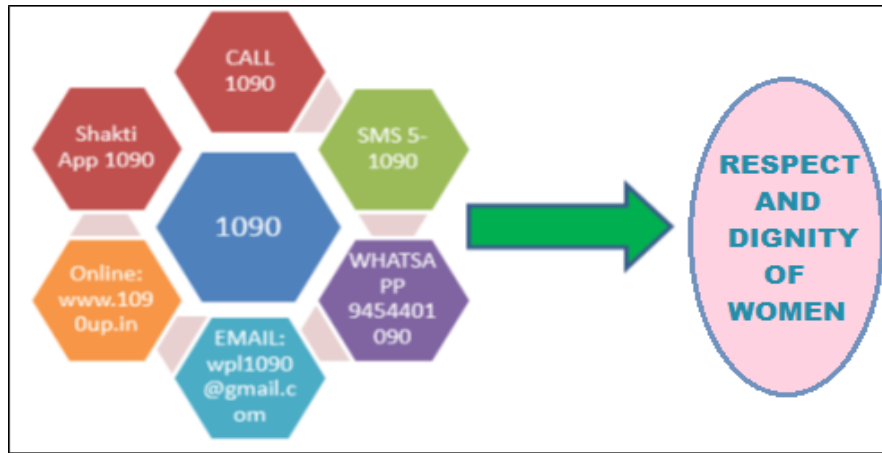 CALL
1090
SMS 5-
1090
WHATSA
PP
9454401
090
EMAIL:
wpl1090
@gmail.c
om
Online:
www.109
0up.in
Shakti
App 1090
1090
RESPECT
AND
DIGNITY
OF
WOMEN